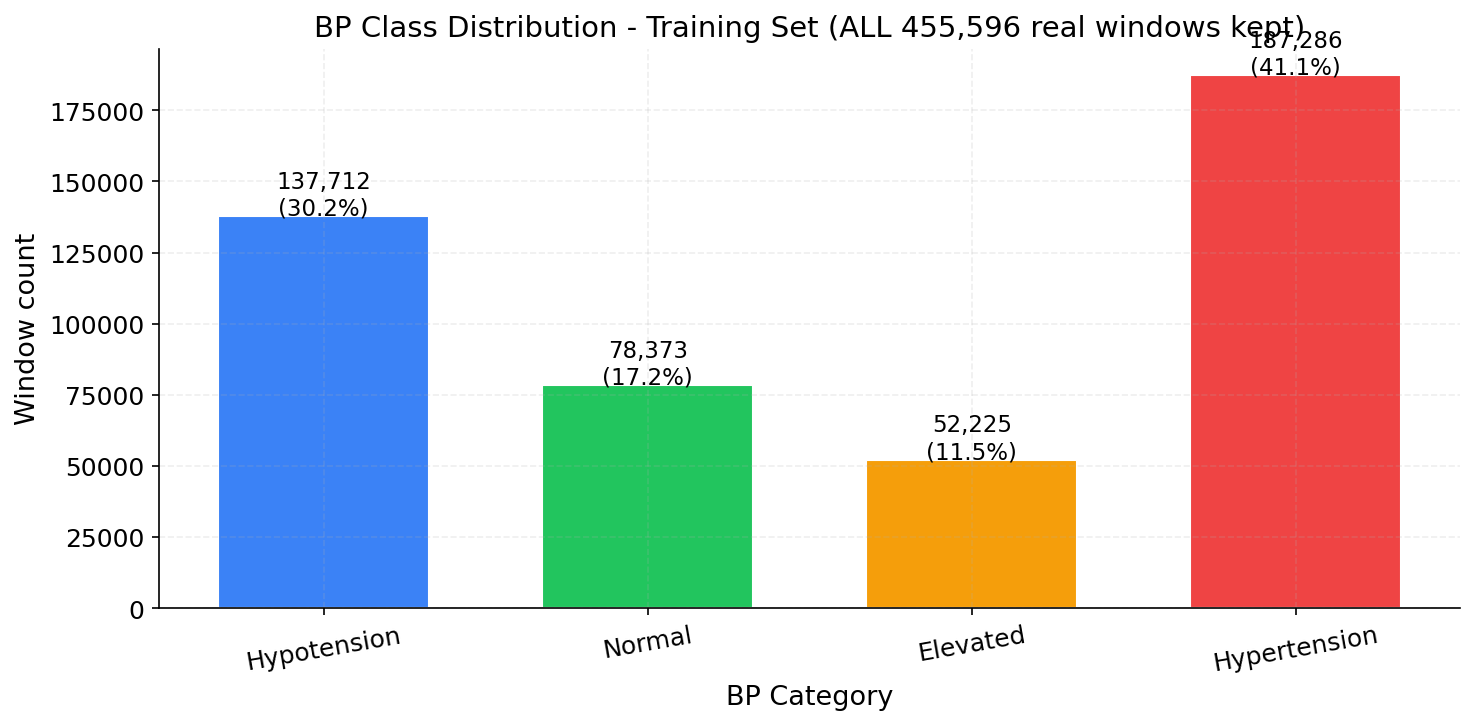 BP Class Distribution - Training Set (ALL 455,596 real windows kept)
187,286
(41.1%)
175000
150000
125000
100000
75000
50000
25000
0
Window count
137,712
(30.2%)
78,373
(17.2%)
52,225
(11.5%)
Hypotension
Normal
Elevated
Hypertension
BP Category